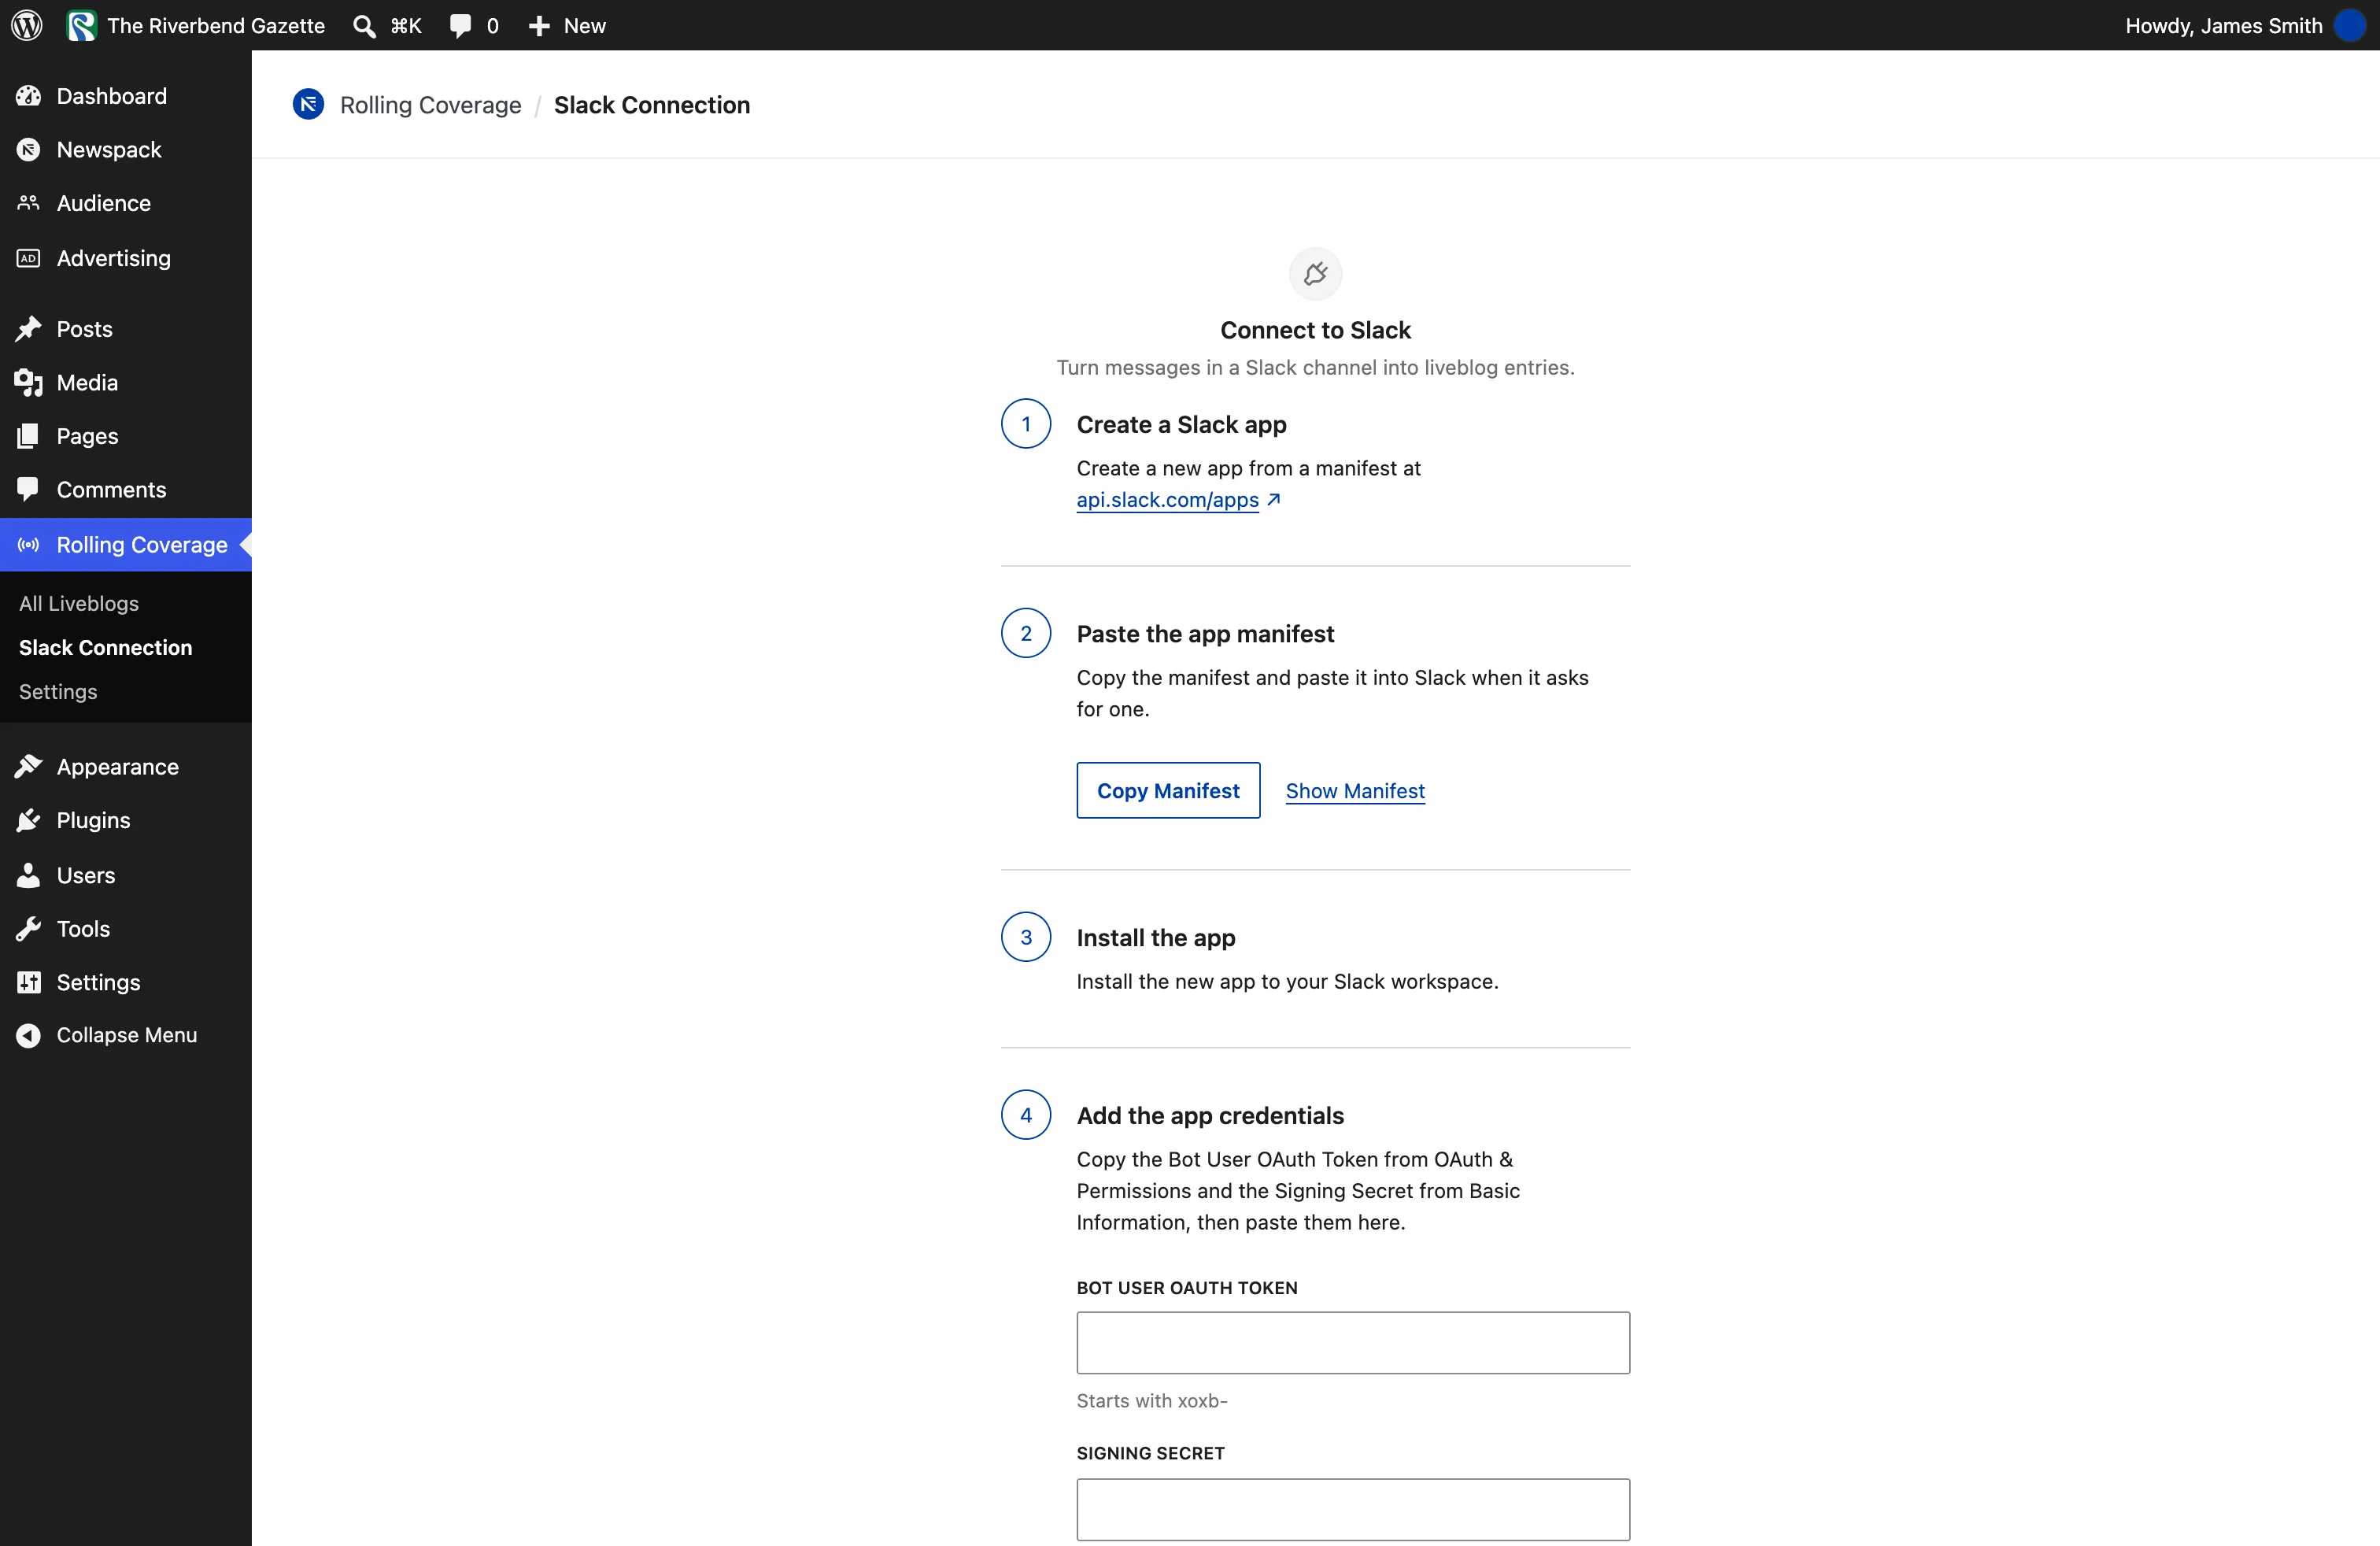 The Riverbend Gazette
⌘K
0
New
Howdy, James Smith
Dashboard
Newspack
Audience
AD
Advertising
Posts
Media
Pages
Comments
Rolling Coverage
All Liveblogs
Slack Connection
Settings
Appearance
Plugins
Users
Tools
Settings
Collapse Menu
Rolling Coverage / Slack Connection
Connect to Slack
Turn messages in a Slack channel into liveblog entries.
1
Create a Slack app
Create a new app from a manifest at
api.slack.com/apps ↗
2
Paste the app manifest
Copy the manifest and paste it into Slack when it asks
for one.
Copy Manifest
Show Manifest
3
Install the app
Install the new app to your Slack workspace.
4
Add the app credentials
Copy the Bot User OAuth Token from OAuth &
Permissions and the Signing Secret from Basic
Information, then paste them here.
BOT USER OAUTH TOKEN
Starts with xoxb-
SIGNING SECRET